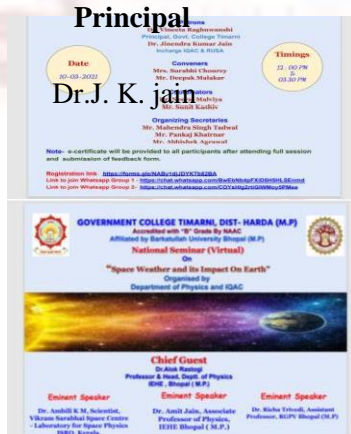 Principal
Dr. Vineeta Raghuwanshi
Principal, Govt. College Timarni
Dr. Jinendra Kumar Jain
Incharge IQAC & RUSA
Date
10-03-2022
Timings
12 : 00 PM
&
03:30 PM
Conveners
Mrs. Surabhi Chourey
Mr. Deepak Malakar
Dr.J. K. jain
Mr. Sunit Kashiv
Organizing Secretaries
Mr. Mahendra Singh Tadwal
Mr. Pankaj Khairnar
Mr. Abhishek Agrawal
Note- e-certificate will be provided to all participants after attending full session
and submission of feedback form.
Registration link
Link to join Whatsapp Group 1 -
Link to join Whatsapp Group 2-
GOVERNMENT COLLEGE TIMARNI, DIST- HARDA (M.P)
Accredited with "B" Grade By NAAC
Affiliated by Barkatullah University Bhopal (M.P)
National Seminar (Virtual)
On
"Space Weather and its Impact On Earth"
Organised by
Department of Physics and IQAC
Chief Guest
Dr.Alok Rastogi
Professor & Head, Deptt. of Physics
IEHE , Bhopal ( M.P.)
Eminent Speaker
Dr. Ambili K M, Scientist,
Vikram Sarabhai Space Centre
- Laboratory for Space Physics
ISRO, Kerala
Eminent Speaker
Dr. Amit Jain, Associate
Professor of Physics,
IEHE Bhopal ( M.P.)
Eminent Speaker
Dr. Richa Trivedi, Assistant
Professor, RGPV Bhopal (M.P)